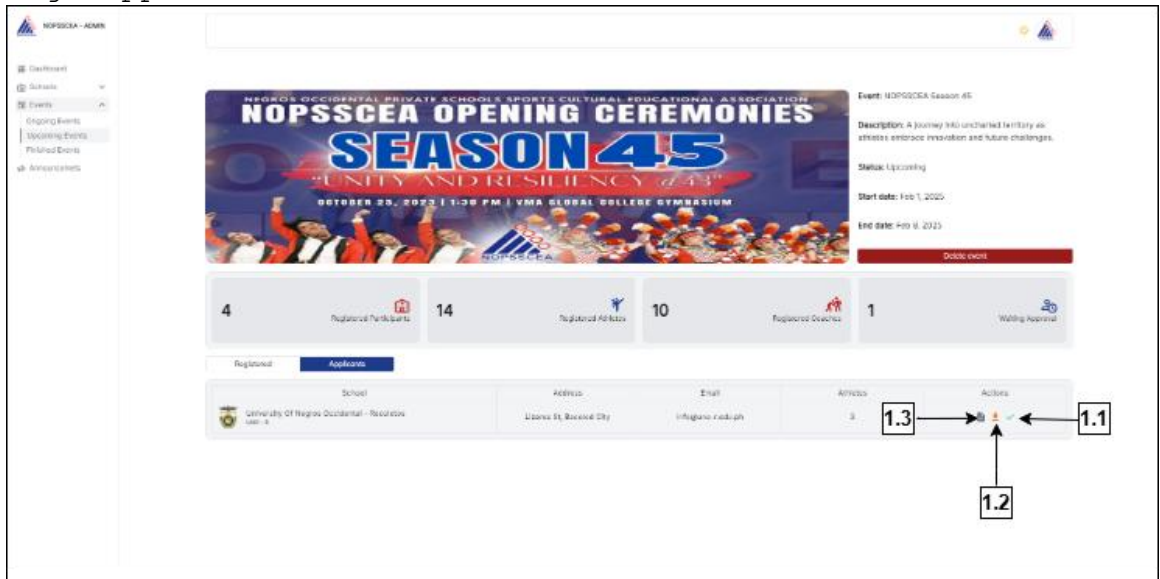 NOPSSCEA - ADMIN
Dashboard
Schools
Events
Ongoing Events
Upcoming Events
Finished Events
Announcements
NEGROS OCCIDENTAL PRIVATE SCHOOLS SPORTS CULTURAL EDUCATIONAL ASSOCIATION
NOPSSCEA OPENING CEREMONIES
SEASON 45
"UNITY AND RESILIENCY @ 43"
OCTOBER 25, 2023 | 1:30 PM | VMA GLOBAL COLLEGE GYMNASIUM
NOPSSCEA
Event: NOPSSCEA Season 45
Description: A journey into uncharted territory as
athletes embrace innovation and future challenges.
Status: Upcoming
Start date: Feb 1, 2025
End date: Feb 8, 2025
Delete event
4 Registered Participants
14 Registered Athletes
10 Registered Coaches
1 Waiting Approval
Registered Applicants
School Address Email Athletes Actions
University Of Negros Occidental - Recoletos Lizares St, Bacolod City 3
1.3
1.1
1.2